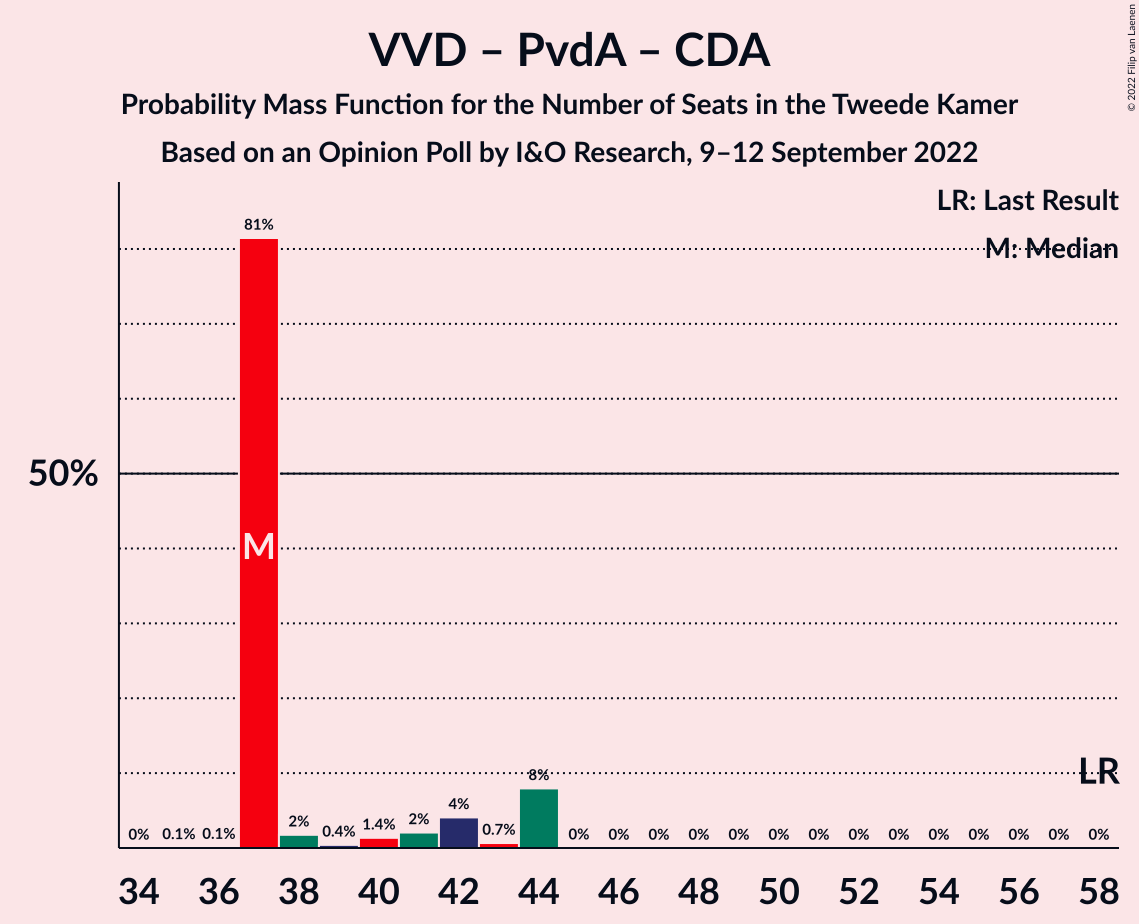 VVD – PvdA – CDA
Probability Mass Function for the Number of Seats in the Tweede Kamer
Based on an Opinion Poll by I&O Research, 9–12 September 2022
© 2022 Filip van Laenen
LR: Last Result
M: Median
50%
0% 0.1% 0.1% 81% 2% 0.4% 1.4% 2% 4% 0.7% 8% 0% 0% 0% 0% 0% 0% 0% 0% 0% 0% 0% 0% 0% 0%
M
LR
34 36 38 40 42 44 46 48 50 52 54 56 58